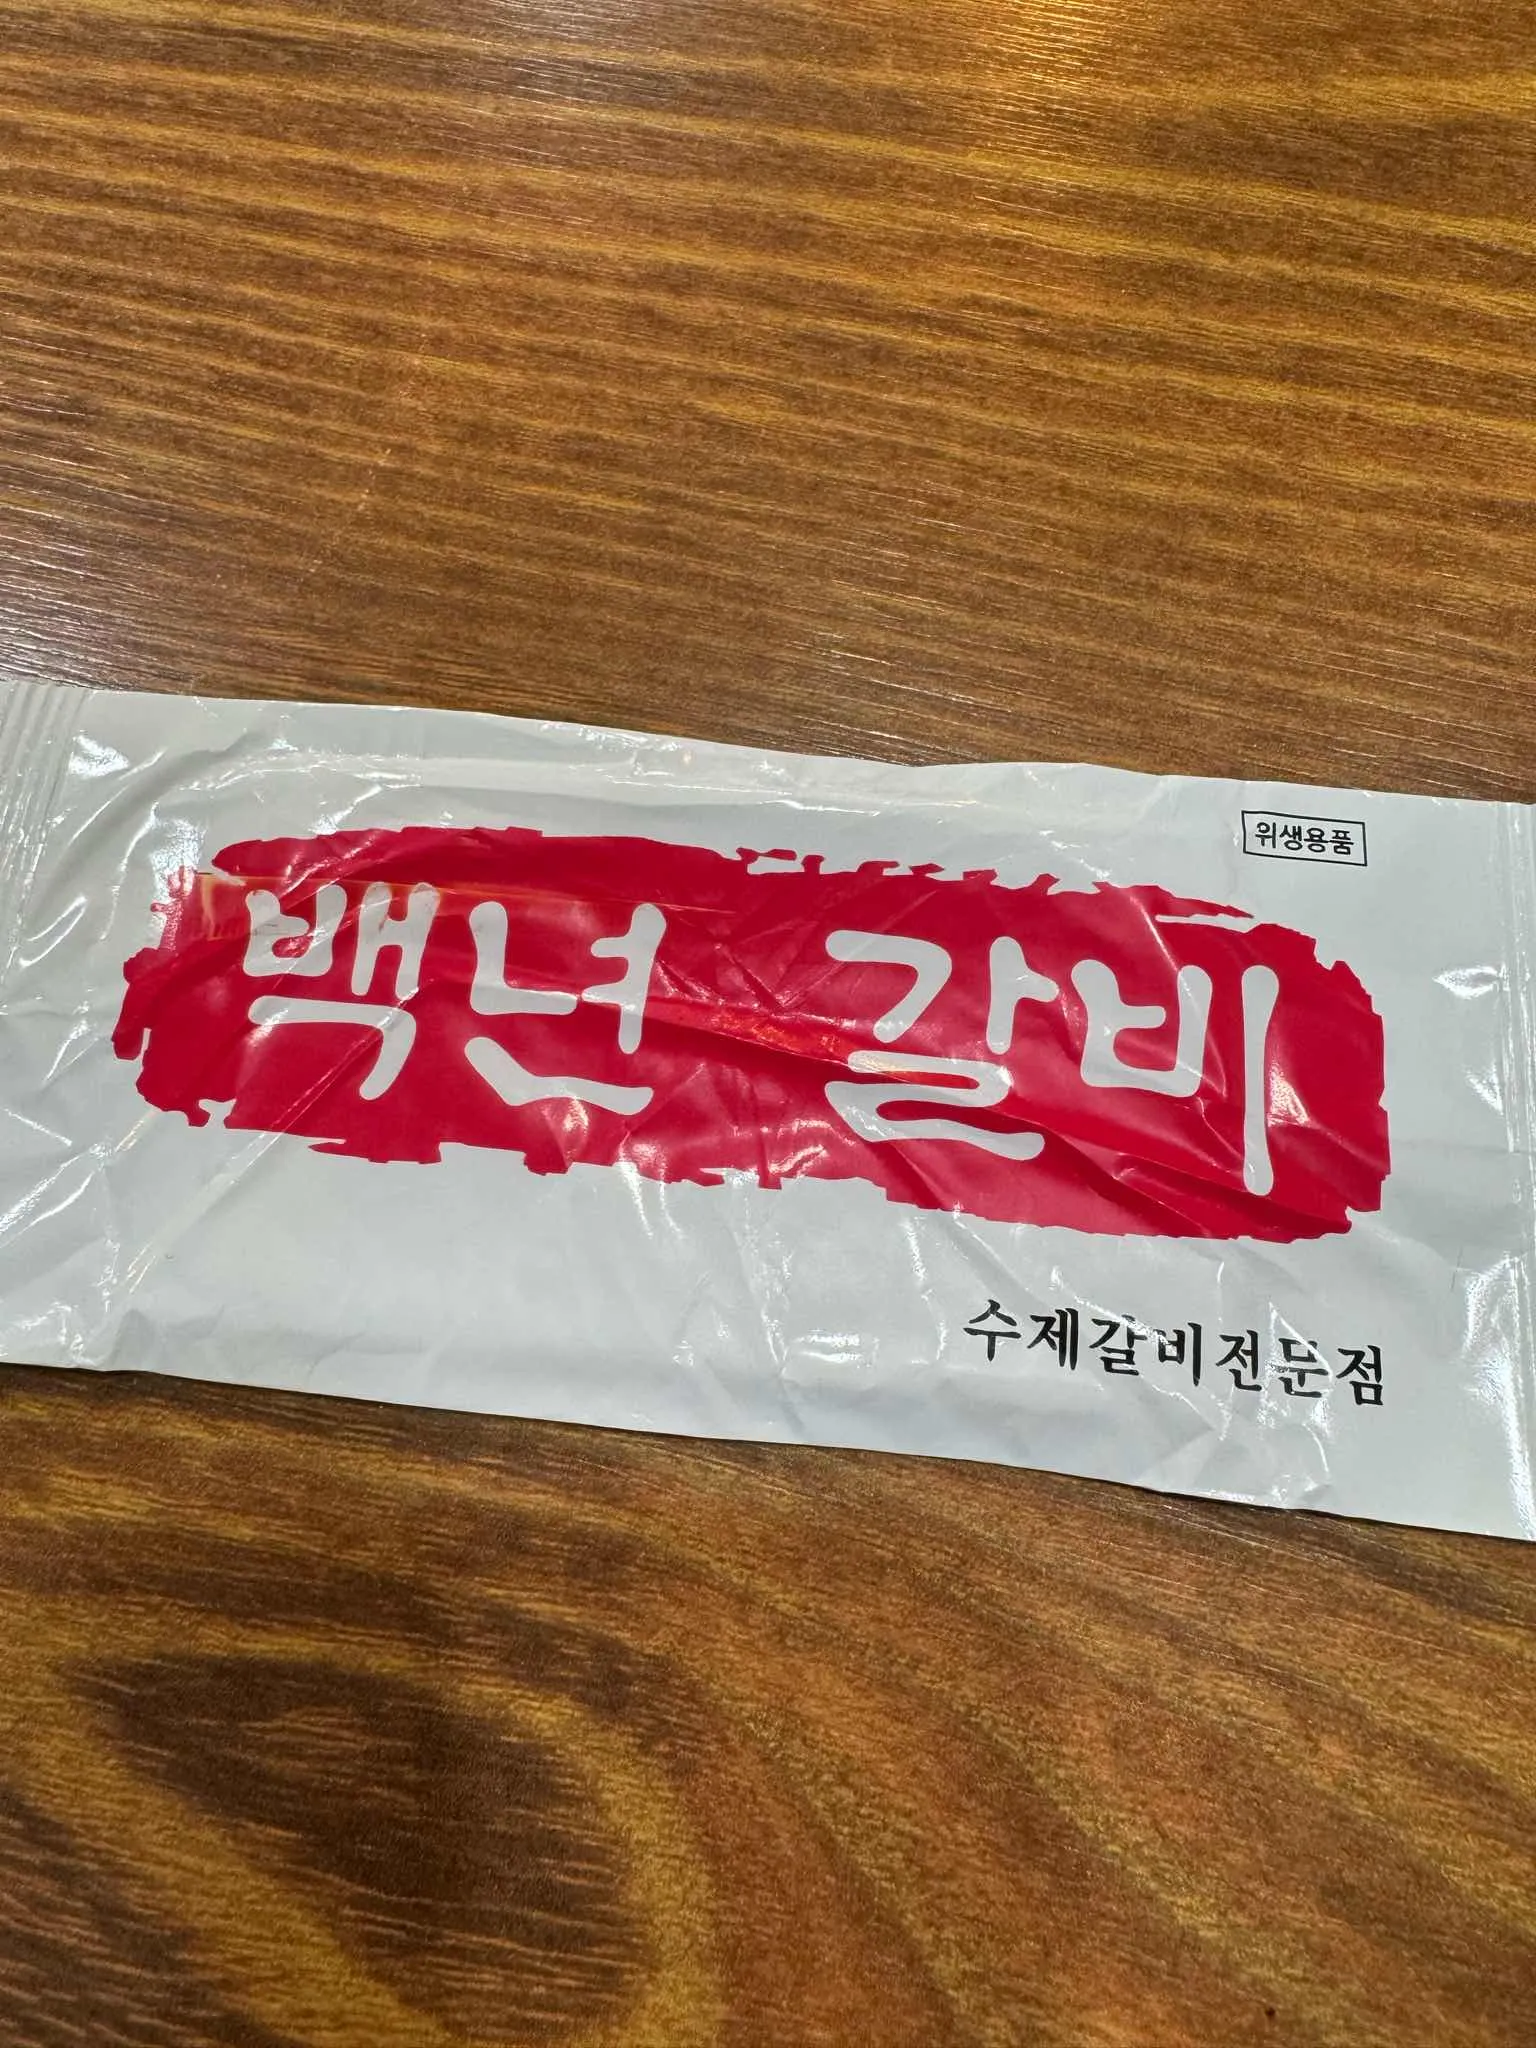 위생용품
백년 갈비
수제갈비전문점